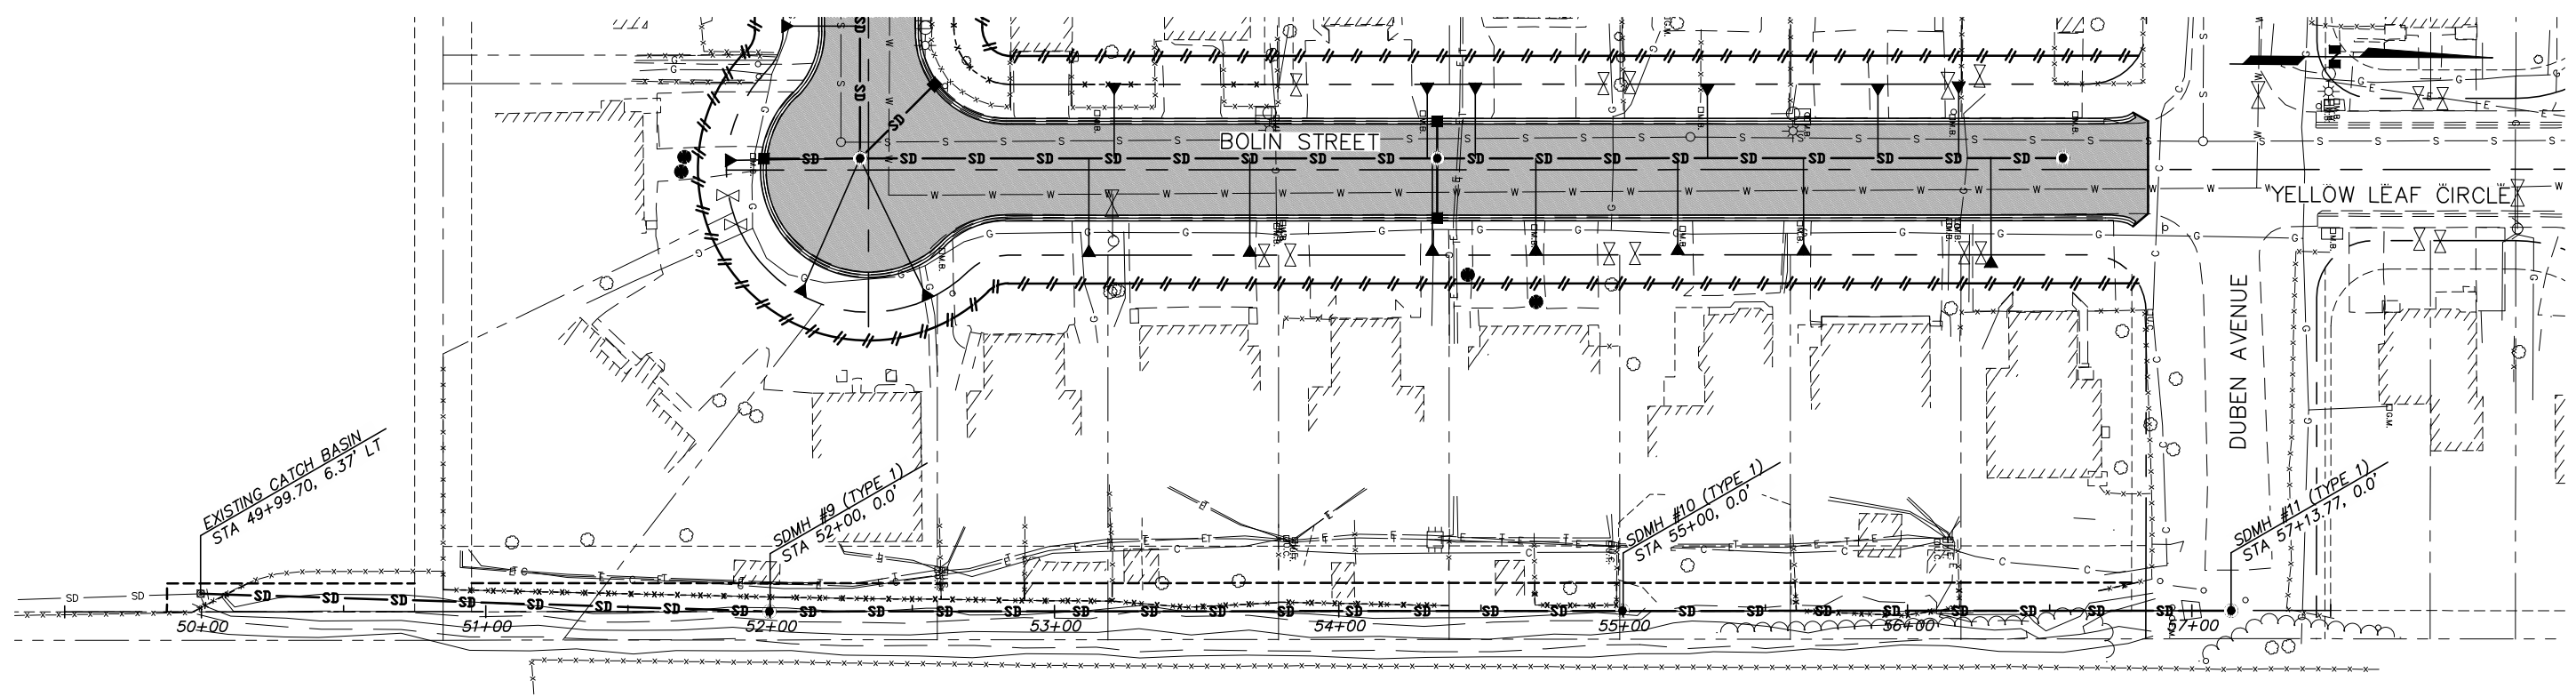 BOLIN STREET
YELLOW LEAF CIRCLE
DUBEN AVENUE
EXISTING CATCH BASIN
STA 49+99.70, 6.37' LT
SDMH #9 (TYPE 1)
STA 52+00, 0.0'
SDMH #10 (TYPE 1)
STA 55+00, 0.0'
SDMH #11 (TYPE 1)
STA 57+13.77, 0.0'
50+00
51+00
52+00
53+00
54+00
55+00
56+00
57+00